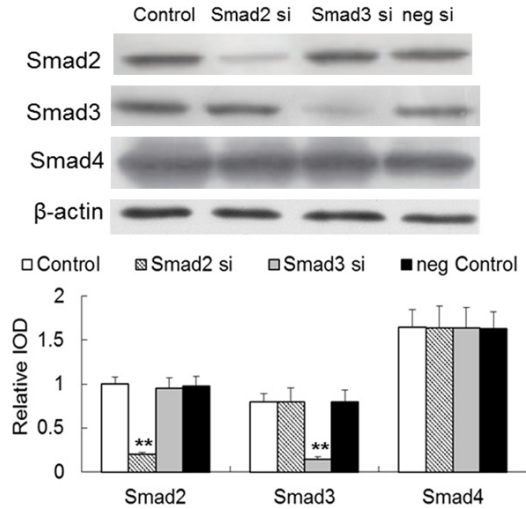 Control Smad2 si Smad3 si neg si
Smad2
Smad3
Smad4
β-actin
Control Smad2 si Smad3 si neg Control
Relative IOD
2
1.5
1
0.5
0
**
**
Smad2 Smad3 Smad4